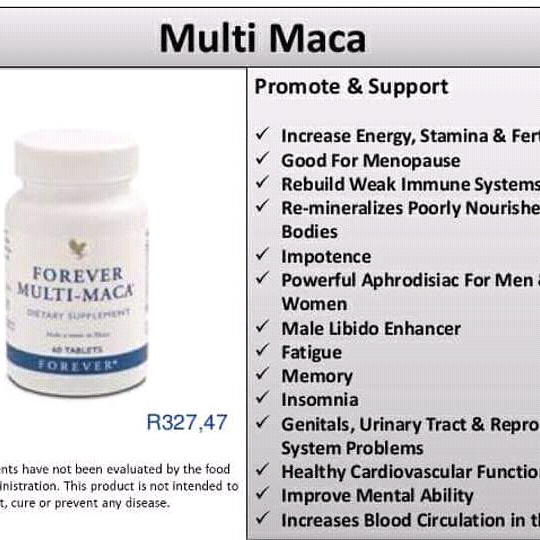 Multi Maca
Promote & Support
✓ Increase Energy, Stamina & Fert
✓ Good For Menopause
✓ Rebuild Weak Immune Systems
✓ Re-mineralizes Poorly Nourishe
Bodies
✓ Impotence
✓ Powerful Aphrodisiac For Men &
Women
✓ Male Libido Enhancer
✓ Fatigue
✓ Memory
✓ Insomnia
✓ Genitals, Urinary Tract & Repro
System Problems
✓ Healthy Cardiovascular Functio
✓ Improve Mental Ability
✓ Increases Blood Circulation in th
FOREVER
MULTI-MACA
DIETARY SUPPLEMENT
60 TABLETS
FOREVER
R327,47
nts have not been evaluated by the food
inistration. This product is not intended to
t, cure or prevent any disease.